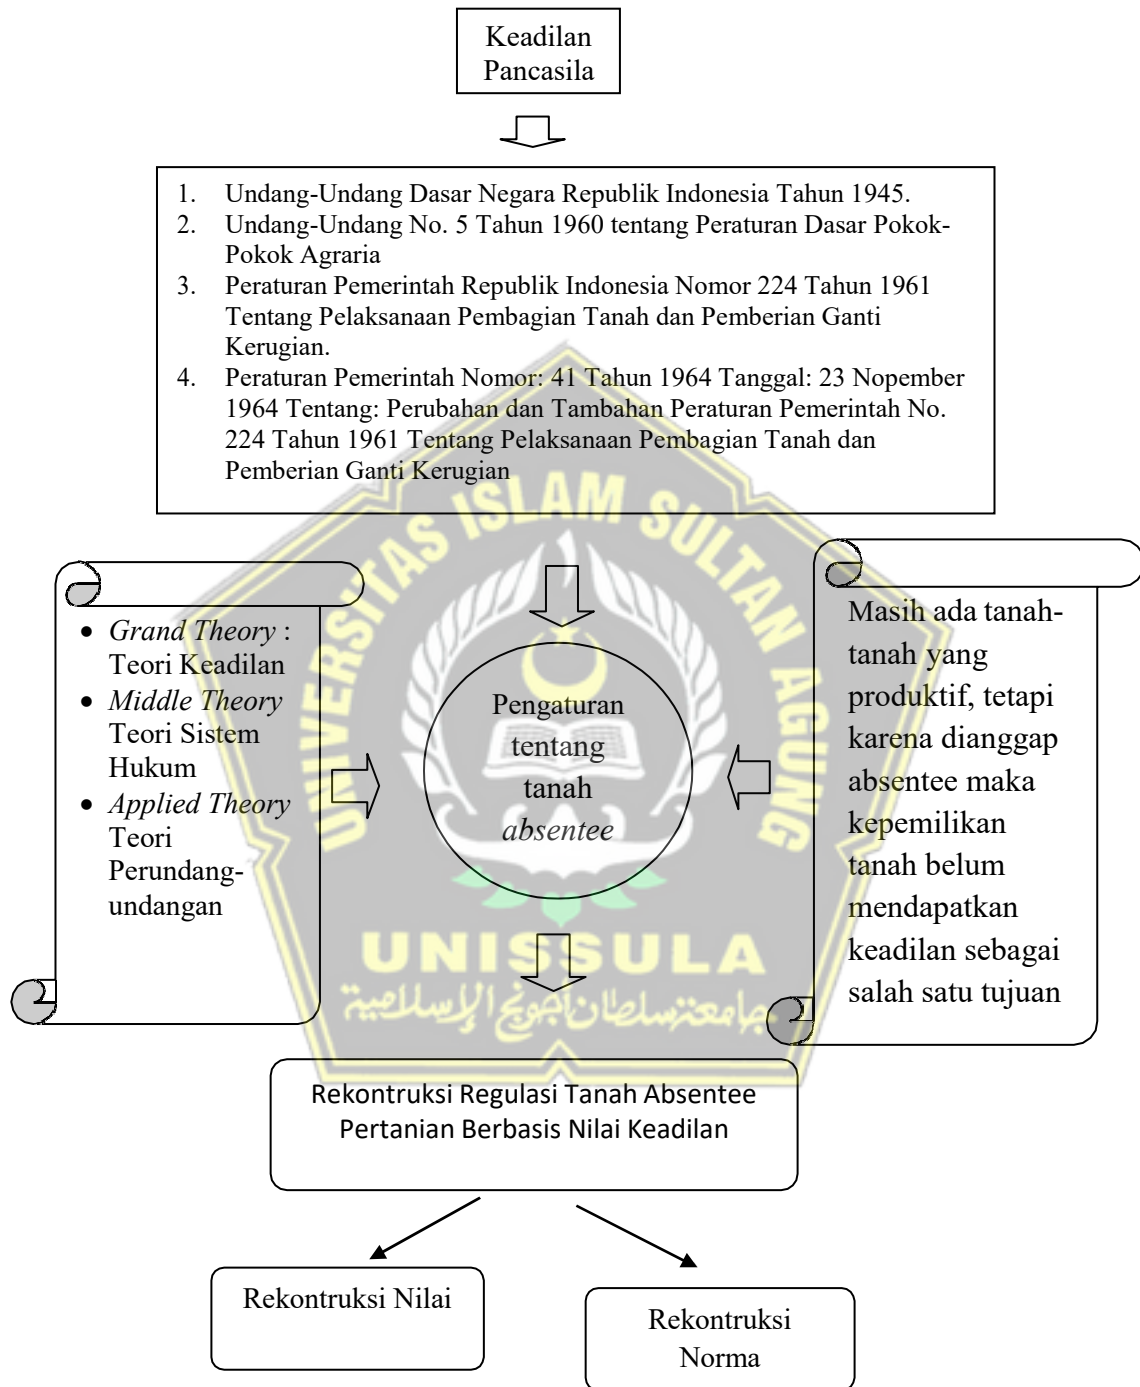 Keadilan
Pancasila
1. Undang-Undang Dasar Negara Republik Indonesia Tahun 1945.
2. Undang-Undang No. 5 Tahun 1960 tentang Peraturan Dasar Pokok-
Pokok Agraria
3. Peraturan Pemerintah Republik Indonesia Nomor 224 Tahun 1961
Tentang Pelaksanaan Pembagian Tanah dan Pemberian Ganti
Kerugian.
4. Peraturan Pemerintah Nomor: 41 Tahun 1964 Tanggal: 23 Nopember
1964 Tentang: Perubahan dan Tambahan Peraturan Pemerintah No.
224 Tahun 1961 Tentang Pelaksanaan Pembagian Tanah dan
Pemberian Ganti Kerugian
• Grand Theory :
Teori Keadilan
• Middle Theory
Teori Sistem
Hukum
• Applied Theory
Teori
Perundang-
undangan
Pengaturan
tentang
tanah
absentee
Masih ada tanah-
tanah yang
produktif, tetapi
karena dianggap
absentee maka
kepemilikan
tanah belum
mendapatkan
keadilan sebagai
salah satu tujuan
UNIVERSITAS ISLAM SULTAN AGUNG
UNISSULA
جامعة سلطان أجونج الإسلامية
Rekontruksi Regulasi Tanah Absentee
Pertanian Berbasis Nilai Keadilan
Rekontruksi Nilai
Rekontruksi
Norma